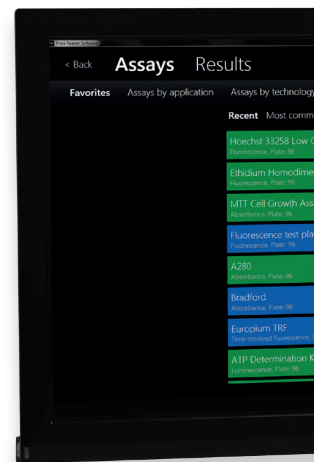 Plate Reader Software
< Back Assays Results
Favorites Assays by application Assays by technology
Recent Most comm
Hoechst 33258 Low C
Fluorescence, Plate: 96
Ethidium Homodime
Fluorescence, Plate: 96
MTT Cell Growth Ass
Absorbance, Plate: 96
Fluorescence test pla
Fluorescence, Plate: 96
A280
Absorbance, Plate: 96
Bradford
Absorbance, Plate: 96
Europium TRF
Time-resolved fluorescence,
ATP Determination K
Luminescence, Plate: 96